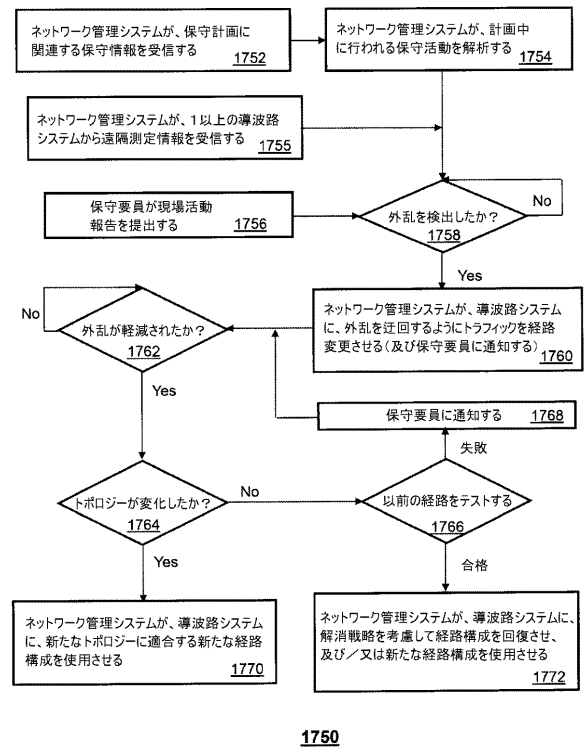 ネットワーク管理システムが、保守計画に
関連する保守情報を受信する
1752
ネットワーク管理システムが、計画中
に行われる保守活動を解析する
1754
ネットワーク管理システムが、1以上の導波路
システムから遠隔測定情報を受信する
1755
保守要員が現場活動
報告を提出する
1756
外乱を検出したか?
1758
No
Yes
ネットワーク管理システムが、導波路システム
に、外乱を迂回するようにトラフィックを経路
変更させる(及び保守要員に通知する)
1760
No
外乱が軽減されたか?
1762
Yes
保守要員に通知する 1768
失敗
トポロジーが変化したか?
1764
No
以前の経路をテストする
1766
Yes
合格
ネットワーク管理システムが、導波路システム
に、新たなトポロジーに適合する新たな経路
構成を使用させる
1770
ネットワーク管理システムが、導波路システムに、
解消戦略を考慮して経路構成を回復させ、
及び/又は新たな経路構成を使用させる
1772
1750